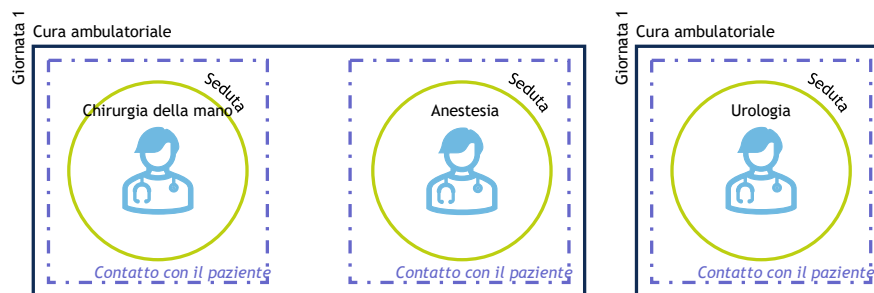 Giornata 1
Cura ambulatoriale
Seduta
Chirurgia della mano
Contatto con il paziente
Seduta
Anestesia
Contatto con il paziente
Giornata 1
Cura ambulatoriale
Seduta
Urologia
Contatto con il paziente